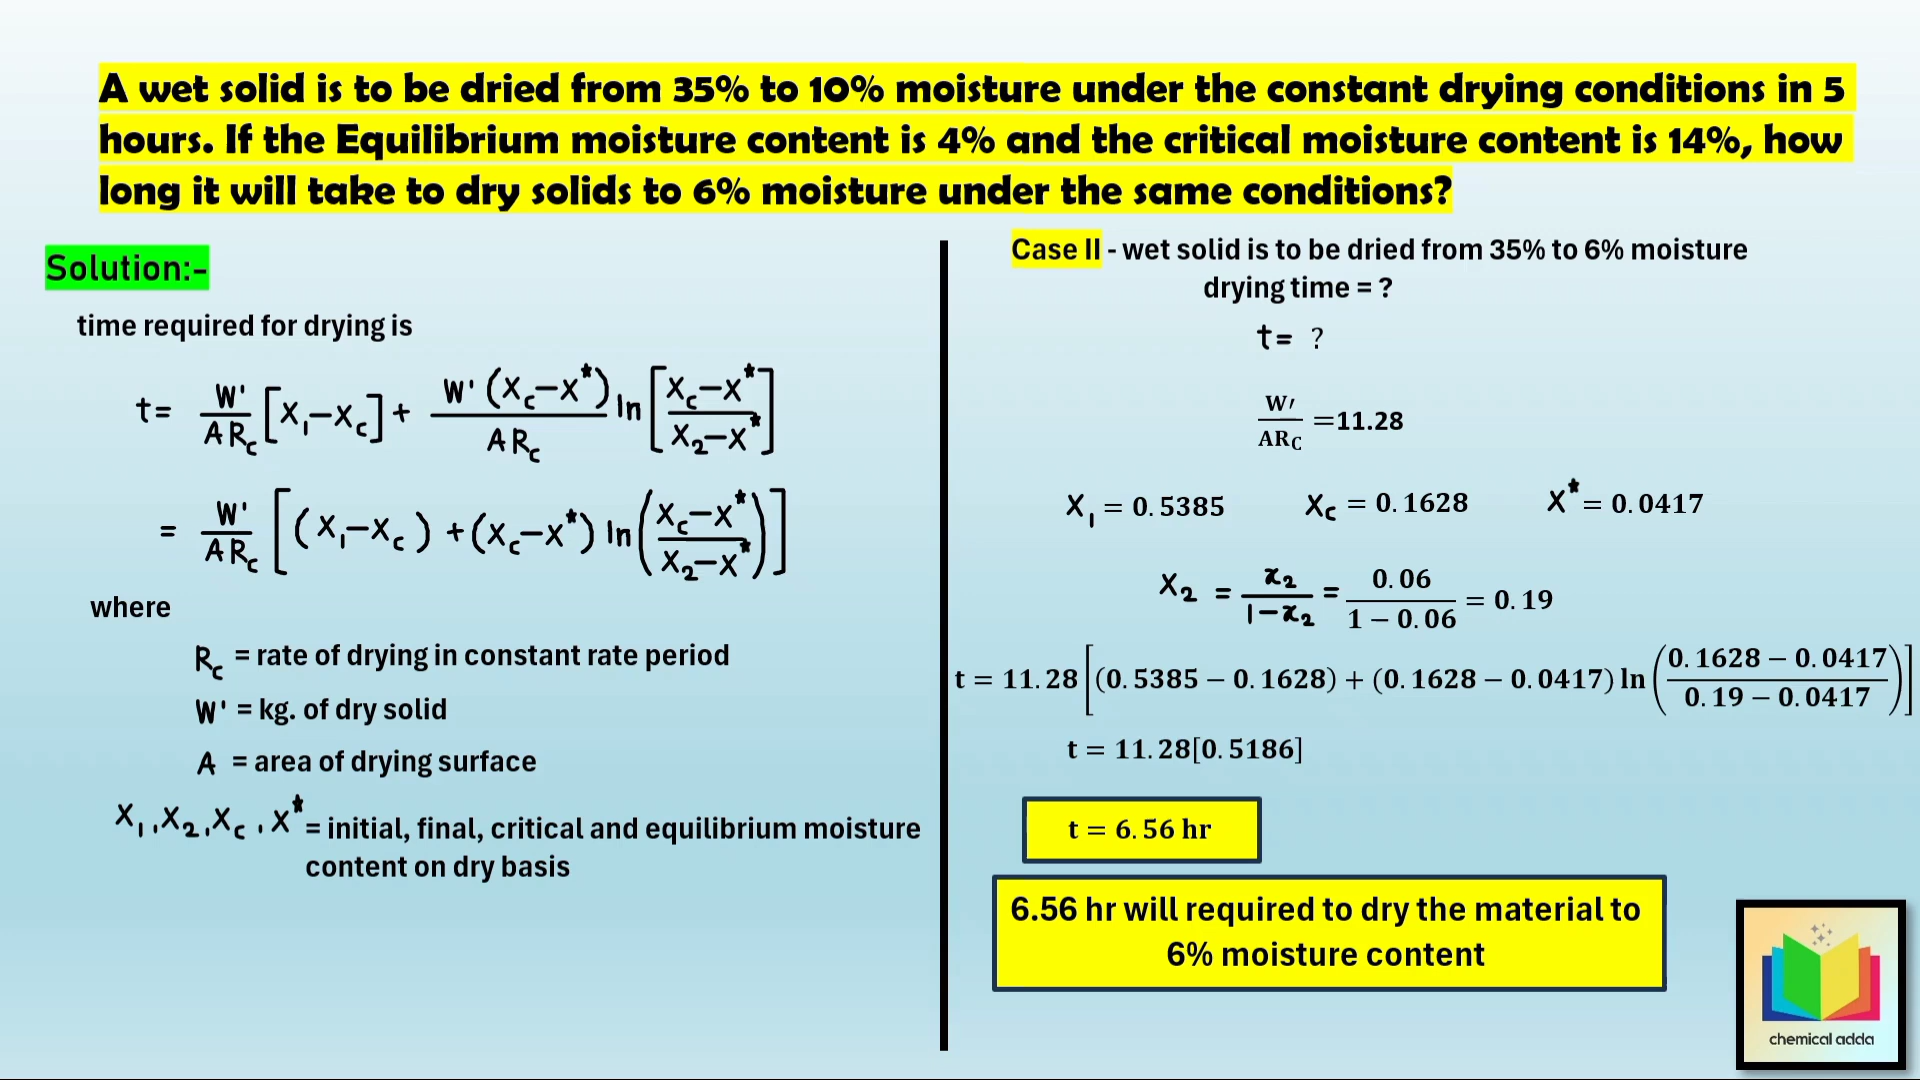 A wet solid is to be dried from 35% to 10% moisture under the constant drying conditions in 5
hours. If the Equilibrium moisture content is 4% and the critical moisture content is 14%, how
long it will take to dry solids to 6% moisture under the same conditions?
Solution:-
time required for drying is
t= W'/ARc [X₁-Xc] + W'(Xc-X*)/ARc ln[Xc-X*/X₂-X*]
= W'/ARc [(X₁-Xc) +(Xc-X*) ln(Xc-X*/X₂-X*)]
where
Rc = rate of drying in constant rate period
W' = kg. of dry solid
A = area of drying surface
X₁,X₂,Xc,X* = initial, final, critical and equilibrium moisture
content on dry basis
Case II - wet solid is to be dried from 35% to 6% moisture
drying time = ?
t= ?
W′/ARC =11.28
X₁ = 0.5385 Xc = 0.1628 X* = 0.0417
X₂ = x₂/1-x₂ = 0.06/1 − 0.06 = 0.19
t = 11.28 [(0.5385 − 0.1628) + (0.1628 − 0.0417) ln (0.1628 − 0.0417/0.19 − 0.0417)]
t = 11.28[0.5186]
t = 6.56 hr
6.56 hr will required to dry the material to
6% moisture content
chemical adda